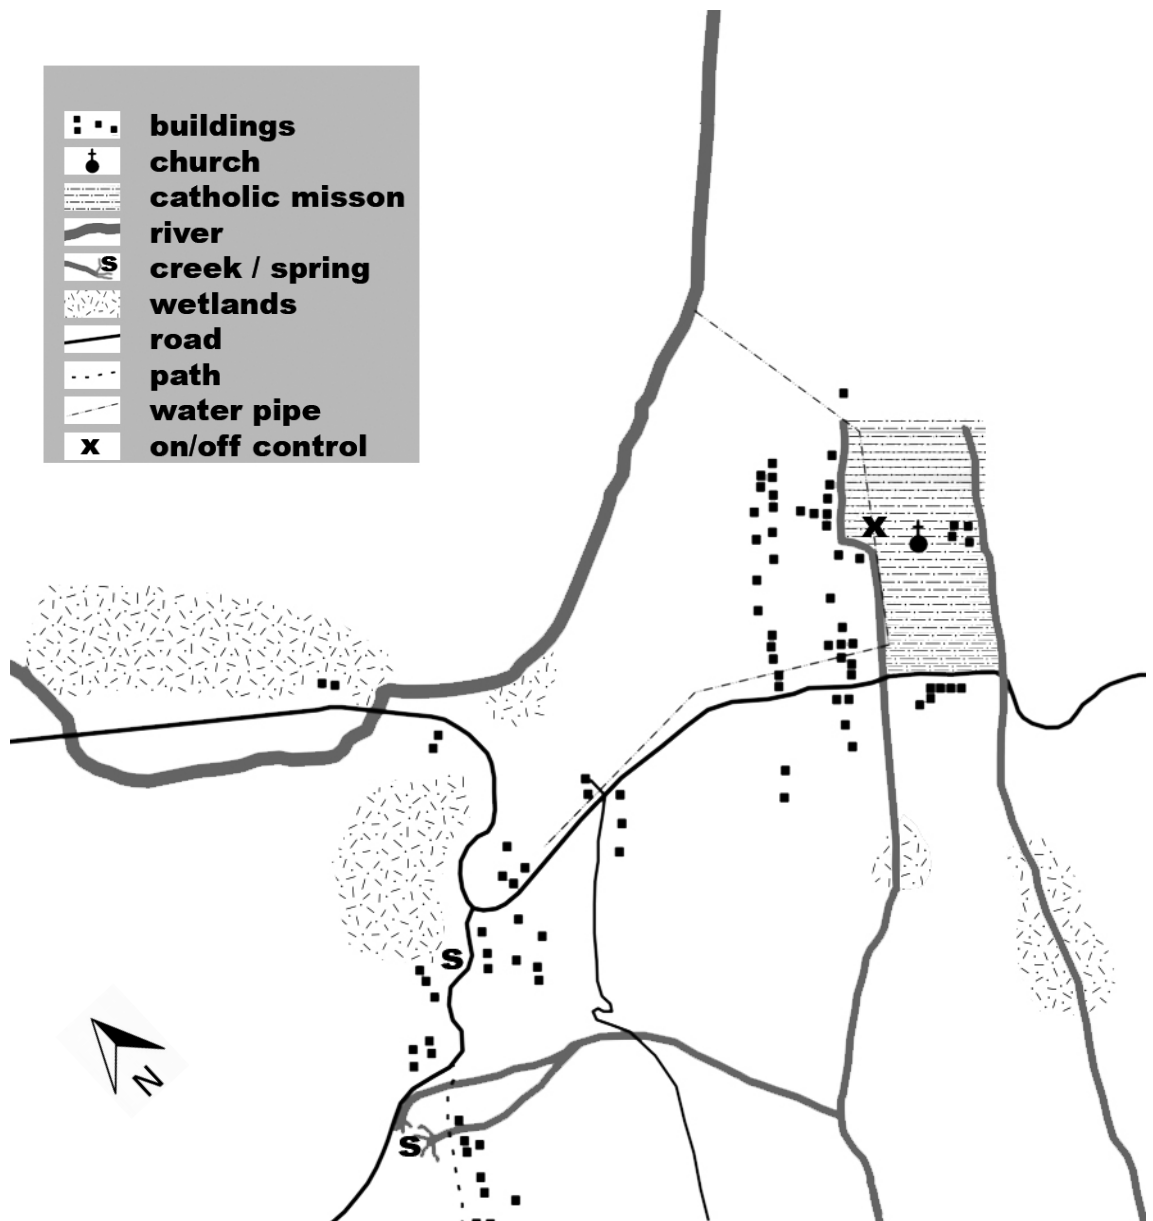 buildings
church
catholic misson
river
s creek / spring
wetlands
road
path
water pipe
x on/off control
x
s
s
N